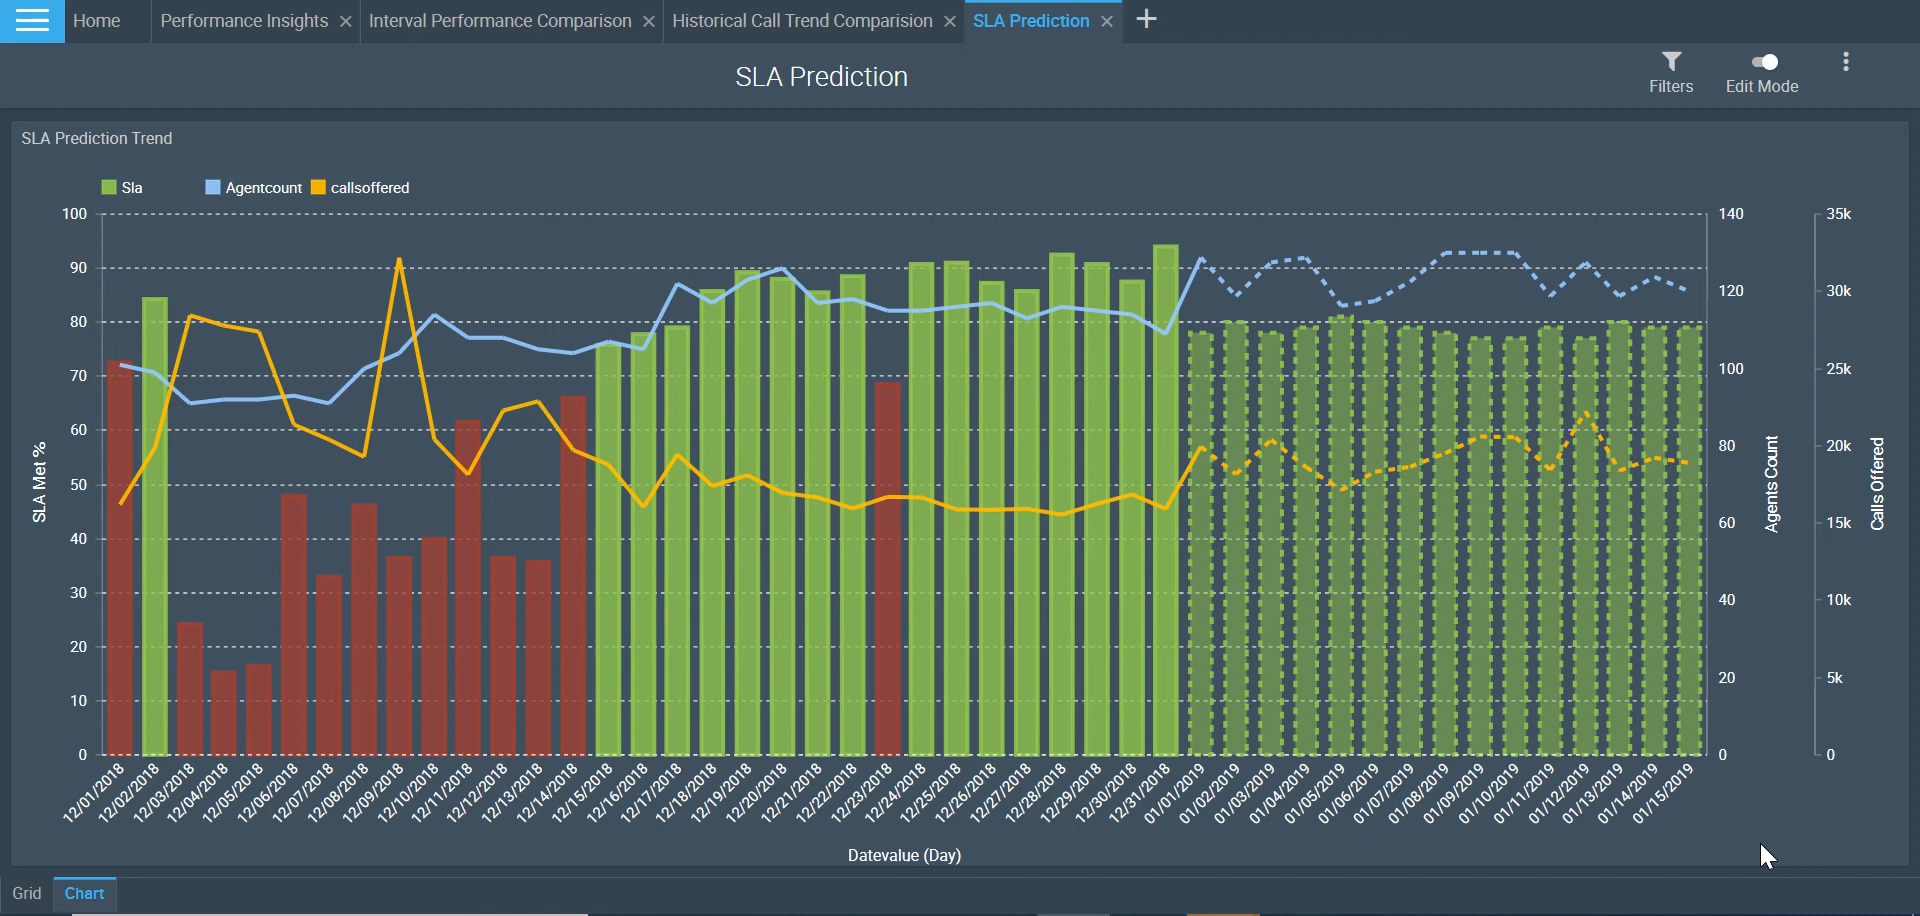 Home
Performance Insights
Interval Performance Comparison
Historical Call Trend Comparision
SLA Prediction
SLA Prediction
Filters
Edit Mode
SLA Prediction Trend
Sla
Agentcount
callsoffered
100
90
80
70
60
50
40
30
20
10
0
SLA Met %
140
120
100
80
60
40
20
0
Agents Count
35k
30k
25k
20k
15k
10k
5k
0
Calls Offered
12/01/2018
12/02/2018
12/03/2018
12/04/2018
12/05/2018
12/06/2018
12/07/2018
12/08/2018
12/09/2018
12/10/2018
12/11/2018
12/12/2018
12/13/2018
12/14/2018
12/15/2018
12/16/2018
12/17/2018
12/18/2018
12/19/2018
12/20/2018
12/21/2018
12/22/2018
12/23/2018
12/24/2018
12/25/2018
12/26/2018
12/27/2018
12/28/2018
12/29/2018
12/30/2018
12/31/2018
01/01/2019
01/02/2019
01/03/2019
01/04/2019
01/05/2019
01/06/2019
01/07/2019
01/08/2019
01/09/2019
01/10/2019
01/11/2019
01/12/2019
01/13/2019
01/14/2019
01/15/2019
Datevalue (Day)
Grid
Chart